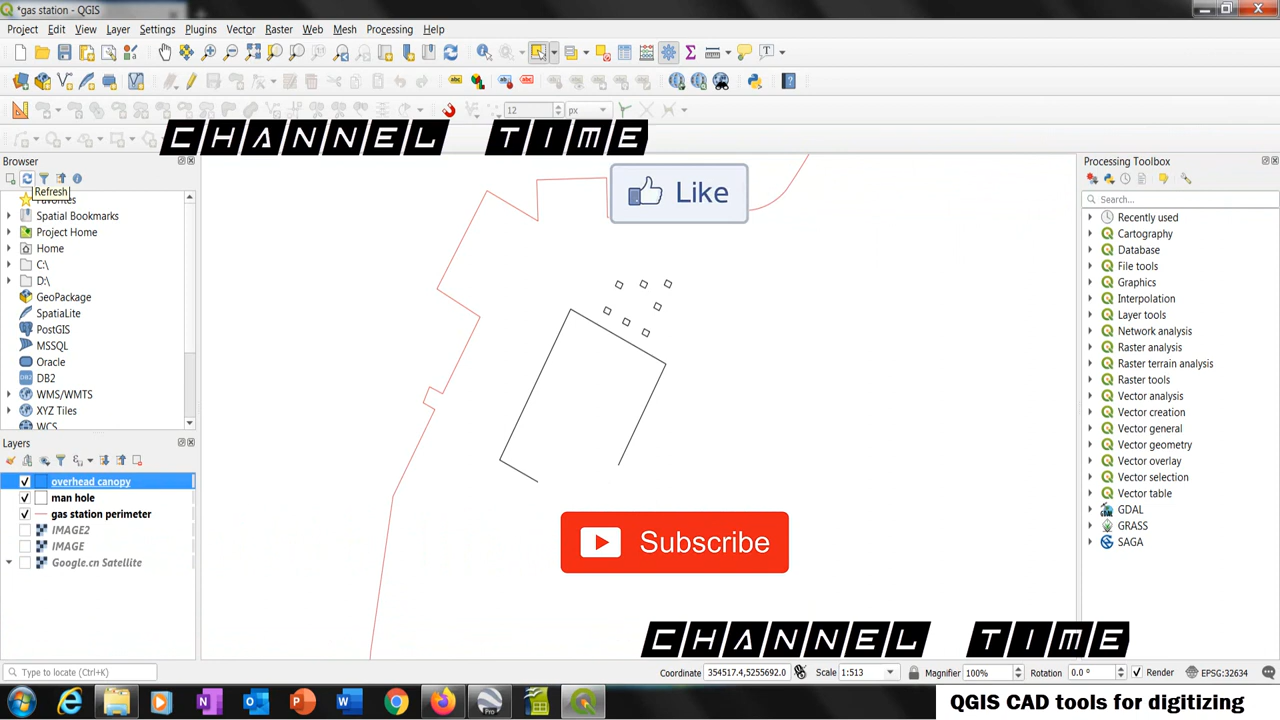 *gas station - QGIS
Project Edit View Layer Settings Plugins Vector Raster Web Mesh Processing Help
12 px
CHANNEL TIME
Browser
Processing Toolbox
Refresh
Favorites
Spatial Bookmarks
Project Home
Home
C:\
D:\
GeoPackage
SpatiaLite
PostGIS
MSSQL
Oracle
DB2
WMS/WMTS
XYZ Tiles
WCS
Like
Search...
Recently used
Cartography
Database
File tools
Graphics
Interpolation
Layer tools
Network analysis
Raster analysis
Raster terrain analysis
Raster tools
Vector analysis
Vector creation
Vector general
Vector geometry
Vector overlay
Vector selection
Vector table
GDAL
GRASS
SAGA
Layers
overhead canopy
man hole
gas station perimeter
IMAGE2
IMAGE
Google.cn Satellite
Subscribe
CHANNEL TIME
Type to locate (Ctrl+K)
Coordinate 354517.4,5255692.0 Scale 1:513 Magnifier 100% Rotation 0.0 ° Render EPSG:32634
QGIS CAD tools for digitizing